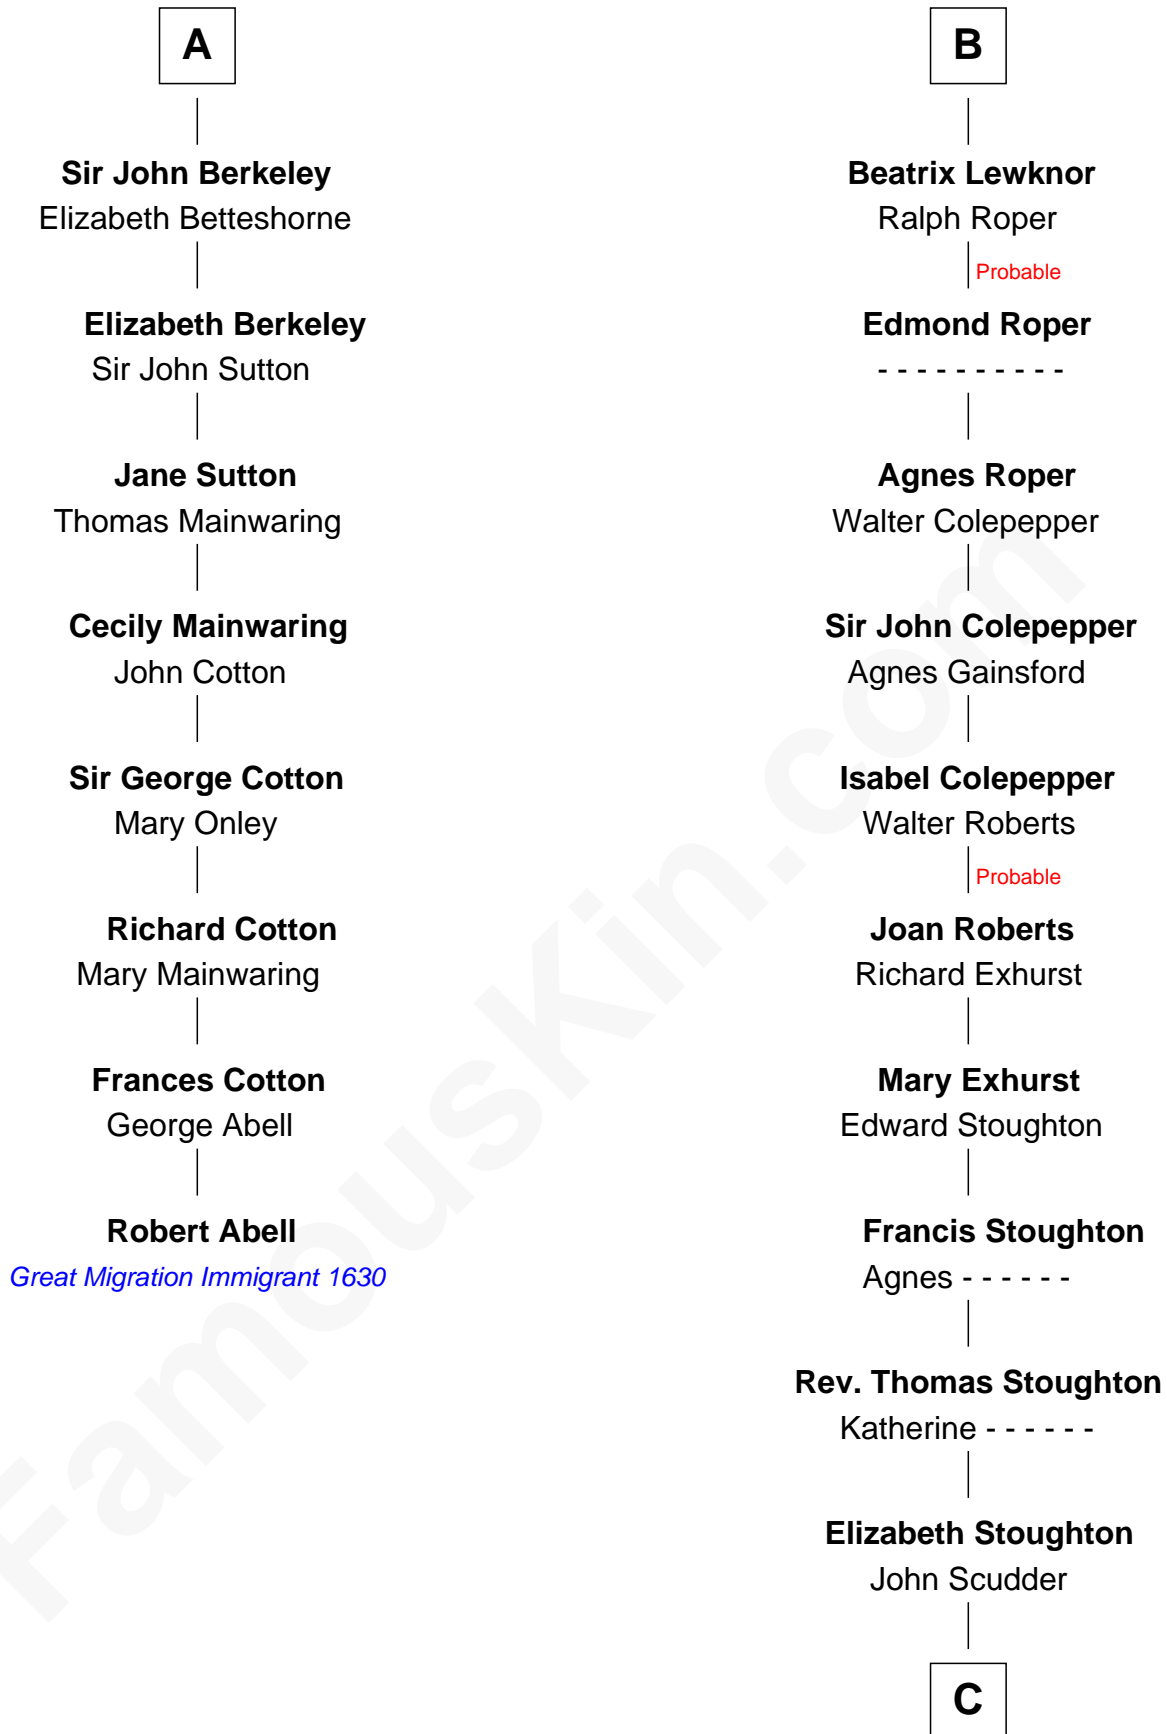 A
Sir John Berkeley
Elizabeth Betteshorne
Elizabeth Berkeley
Sir John Sutton
Jane Sutton
Thomas Mainwaring
Cecily Mainwaring
John Cotton
Sir George Cotton
Mary Onley
Richard Cotton
Mary Mainwaring
Frances Cotton
George Abell
Robert Abell
Great Migration Immigrant 1630
B
Beatrix Lewknor
Ralph Roper
Probable
Edmond Roper
- - - - - - - - - -
Agnes Roper
Walter Colepepper
Sir John Colepepper
Agnes Gainsford
Isabel Colepepper
Walter Roberts
Probable
Joan Roberts
Richard Exhurst
Mary Exhurst
Edward Stoughton
Francis Stoughton
Agnes - - - - - -
Rev. Thomas Stoughton
Katherine - - - - - -
Elizabeth Stoughton
John Scudder
C
FamousKin.com